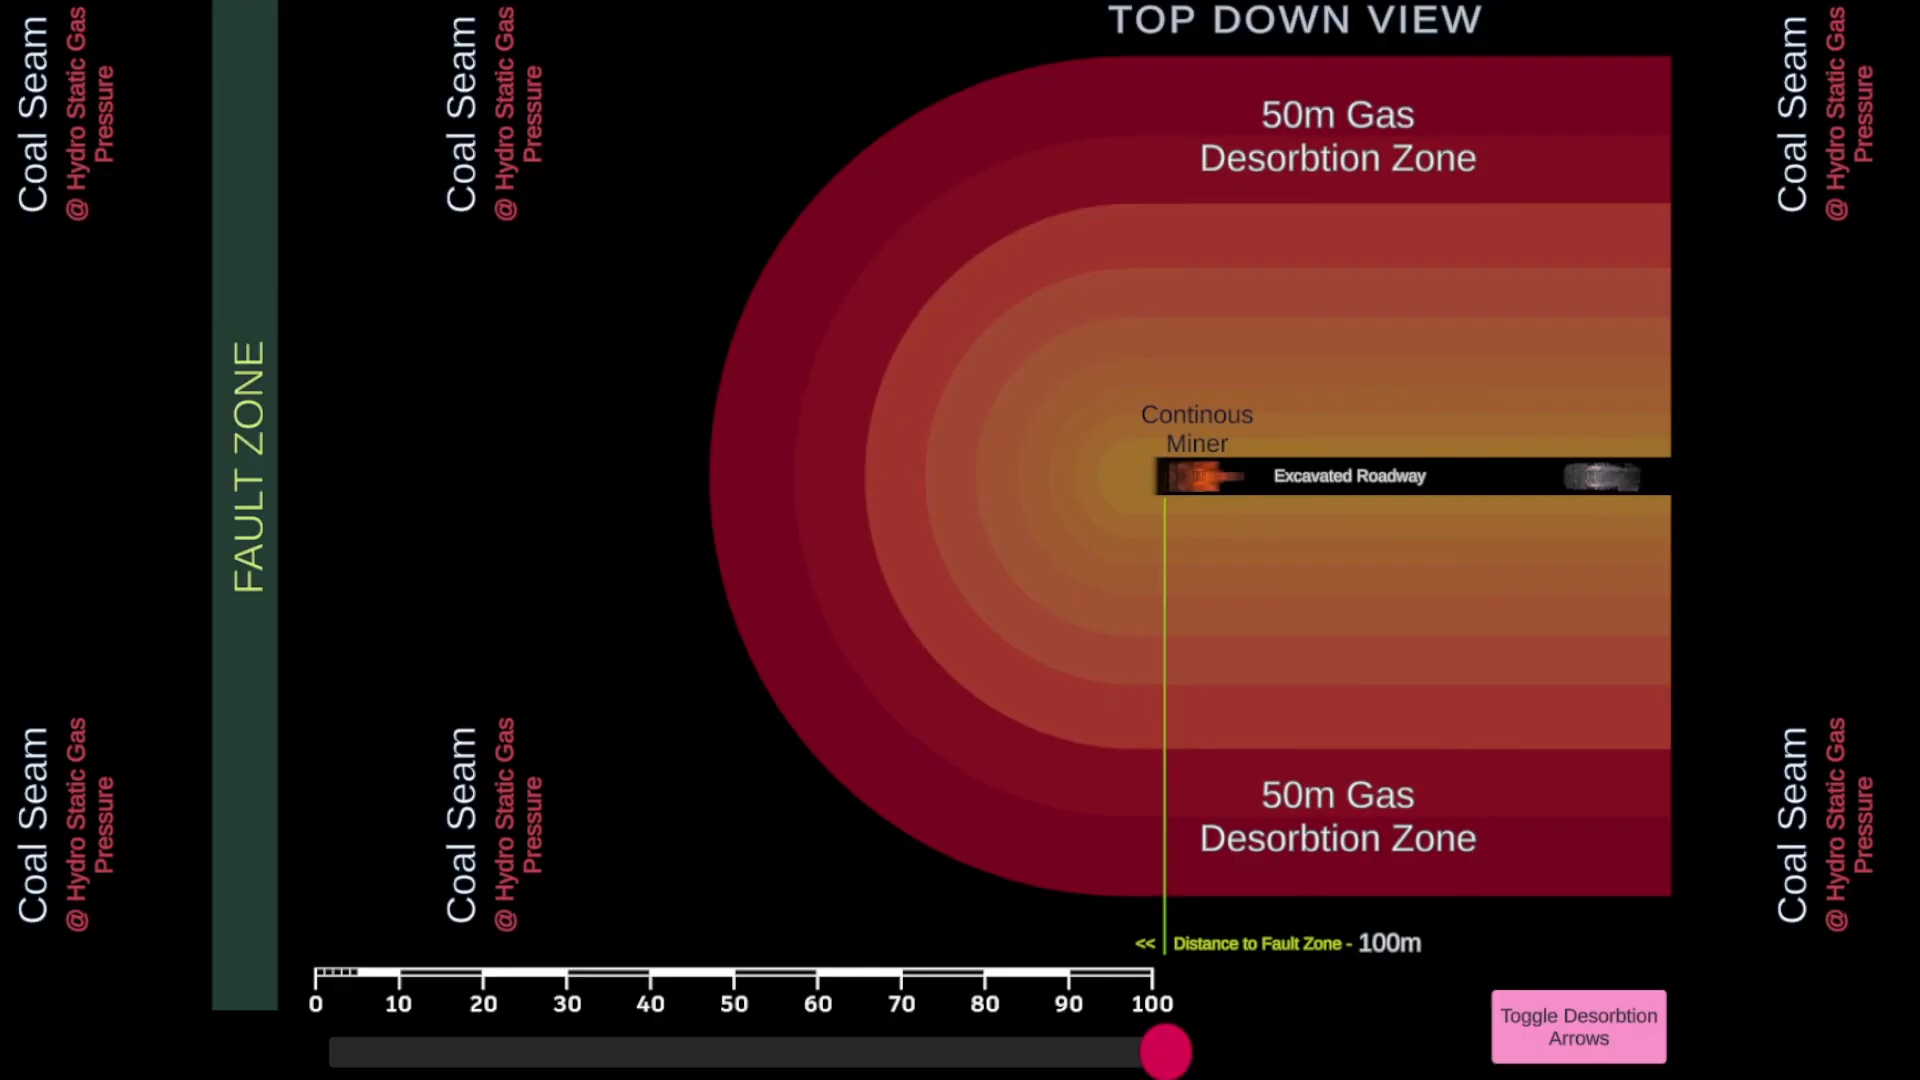 TOP DOWN VIEW
Coal Seam
@ Hydro Static Gas
Pressure
Coal Seam
@ Hydro Static Gas
Pressure
50m Gas
Desorbtion Zone
Coal Seam
@ Hydro Static Gas
Pressure
FAULT ZONE
Continous
Miner
Excavated Roadway
Coal Seam
@ Hydro Static Gas
Pressure
Coal Seam
@ Hydro Static Gas
Pressure
50m Gas
Desorbtion Zone
Coal Seam
@ Hydro Static Gas
Pressure
<< Distance to Fault Zone - 100m
0 10 20 30 40 50 60 70 80 90 100
Toggle Desorbtion
Arrows